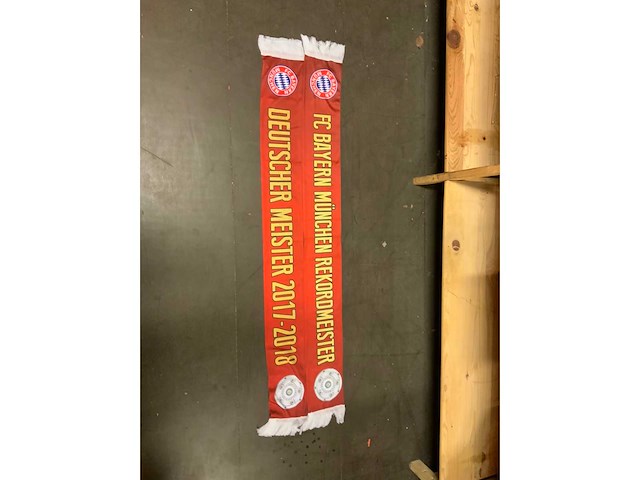 FC BAYERN MÜNCHEN REKORDMEISTER
DEUTSCHER MEISTER 2017-2018